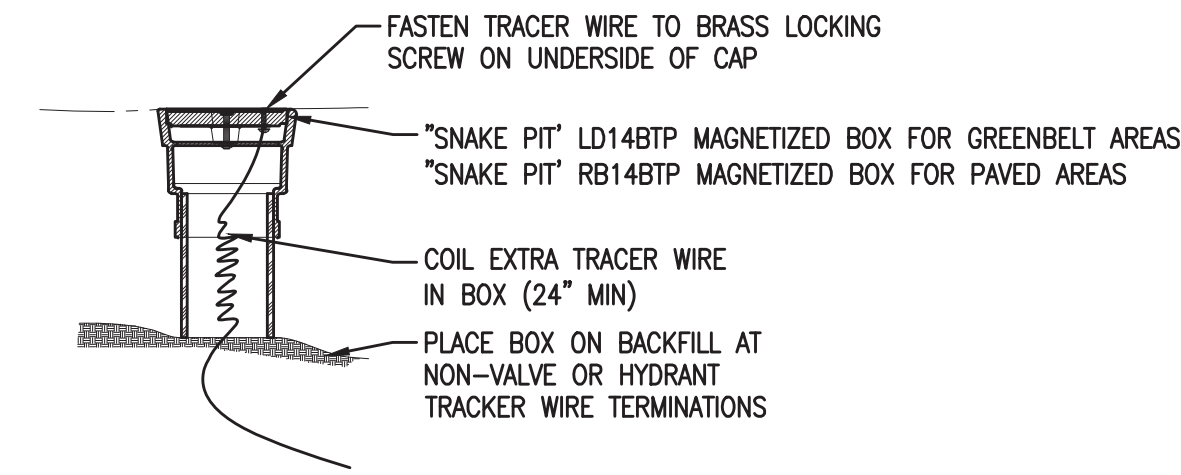 FASTEN TRACER WIRE TO BRASS LOCKING
SCREW ON UNDERSIDE OF CAP
"SNAKE PIT' LD14BTP MAGNETIZED BOX FOR GREENBELT AREAS
"SNAKE PIT' RB14BTP MAGNETIZED BOX FOR PAVED AREAS
COIL EXTRA TRACER WIRE
IN BOX (24" MIN)
PLACE BOX ON BACKFILL AT
NON-VALVE OR HYDRANT
TRACKER WIRE TERMINATIONS